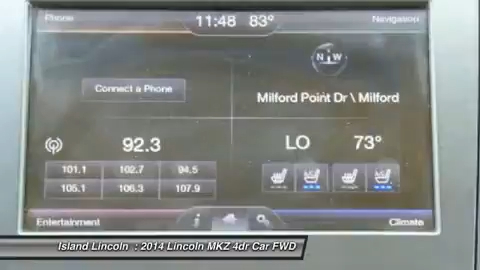 Phone 11:48 83° Navigation
N W
Connect a Phone
Milford Point Dr \ Milford
92.3 LO 73°
101.1 102.7 94.5
105.1 106.3 107.9
Entertainment i Climate
Island Lincoln : 2014 Lincoln MKZ 4dr Car FWD